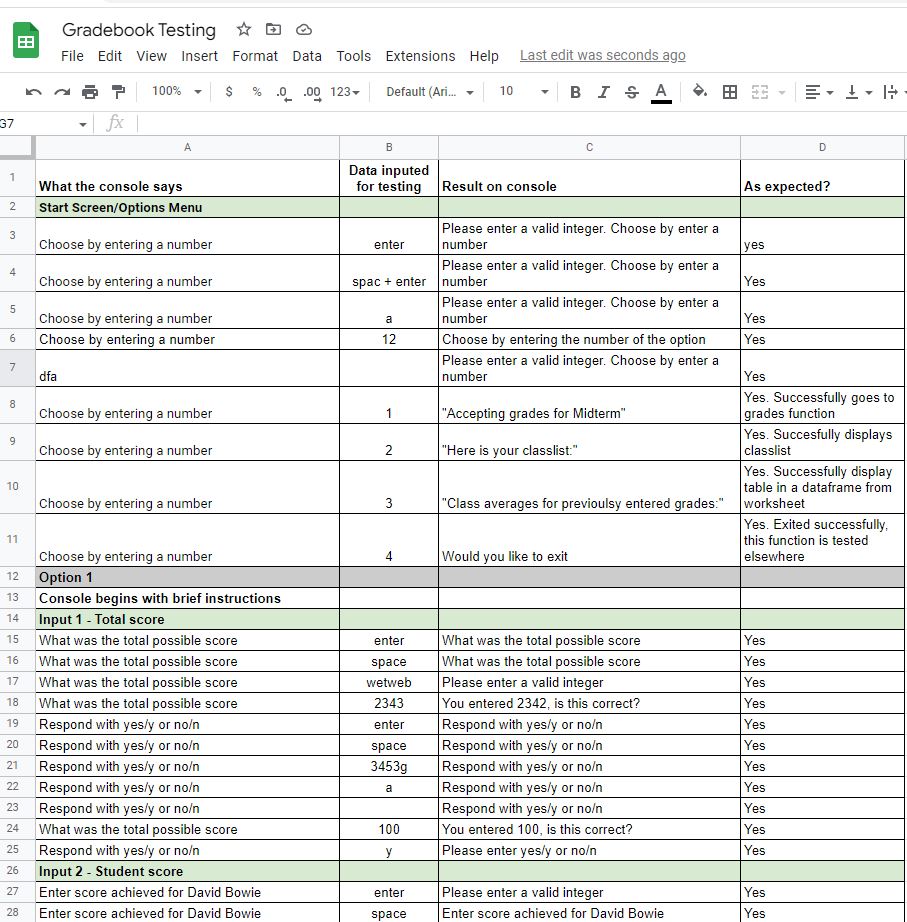 Gradebook Testing
File Edit View Insert Format Data Tools Extensions Help Last edit was seconds ago
100% $ % .0 .00 123 Default (Ari... 10 B I S A
G7 fx
A B C D
1 What the console says Data inputed for testing Result on console As expected?
2 Start Screen/Options Menu
3 Choose by entering a number enter Please enter a valid integer. Choose by enter a number yes
4 Choose by entering a number spac + enter Please enter a valid integer. Choose by enter a number Yes
5 Choose by entering a number a Please enter a valid integer. Choose by enter a number Yes
6 Choose by entering a number 12 Choose by entering the number of the option Yes
7 dfa Please enter a valid integer. Choose by enter a number Yes
8 Choose by entering a number 1 "Accepting grades for Midterm" Yes. Successfully goes to grades function
9 Choose by entering a number 2 "Here is your classlist:" Yes. Succesfully displays classlist
10 Choose by entering a number 3 "Class averages for previoulsy entered grades:" Yes. Successfully display table in a dataframe from worksheet
11 Choose by entering a number 4 Would you like to exit Yes. Exited successfully, this function is tested elsewhere
12 Option 1
13 Console begins with brief instructions
14 Input 1 - Total score
15 What was the total possible score enter What was the total possible score Yes
16 What was the total possible score space What was the total possible score Yes
17 What was the total possible score wetweb Please enter a valid integer Yes
18 What was the total possible score 2343 You entered 2342, is this correct? Yes
19 Respond with yes/y or no/n enter Respond with yes/y or no/n Yes
20 Respond with yes/y or no/n space Respond with yes/y or no/n Yes
21 Respond with yes/y or no/n 3453g Respond with yes/y or no/n Yes
22 Respond with yes/y or no/n a Respond with yes/y or no/n Yes
23 Respond with yes/y or no/n Respond with yes/y or no/n Yes
24 What was the total possible score 100 You entered 100, is this correct? Yes
25 Respond with yes/y or no/n y Please enter yes/y or no/n Yes
26 Input 2 - Student score
27 Enter score achieved for David Bowie enter Please enter a valid integer Yes
28 Enter score achieved for David Bowie space Enter score achieved for David Bowie Yes